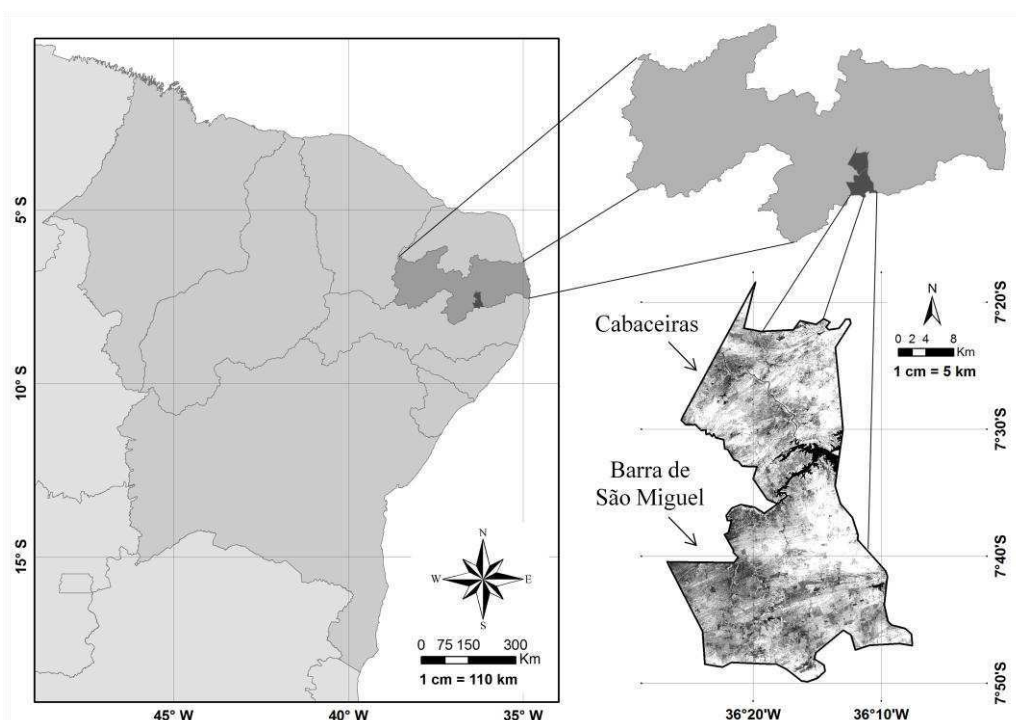 5°S
10°S
15°S
45°W
40°W
35°W
N
W
E
S
0 75 150 300
Km
1 cm = 110 km
Cabaceiras
Barra de
São Miguel
N
0 2 4 8
Km
1 cm = 5 km
7°20'S
7°30'S
7°40'S
7°50'S
36°20'W
36°10'W